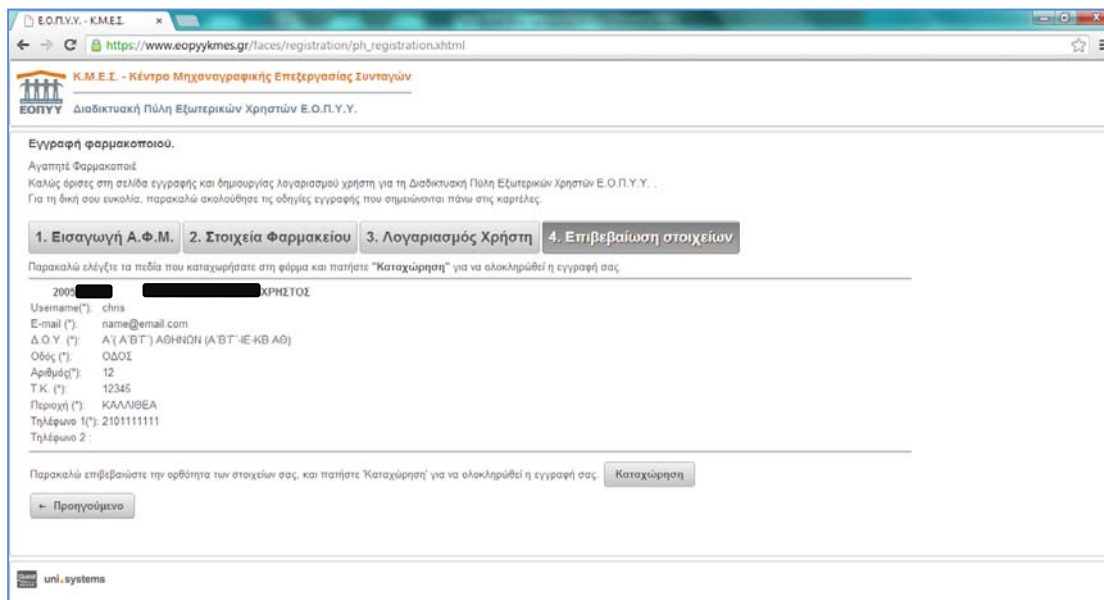 Ε.Ο.Π.Υ.Υ. - Κ.Μ.Ε.Σ.
https://www.eopyykmes.gr/faces/registration/ph_registration.xhtml
Κ.Μ.Ε.Σ. - Κέντρο Μηχανογραφικής Επεξεργασίας Συνταγών
ΕΟΠΥΥ
Διαδικτυακή Πύλη Εξωτερικών Χρηστών Ε.Ο.Π.Υ.Υ.
Εγγραφή φαρμακοποιού.
Αγαπητέ Φαρμακοποιέ
Καλώς όρισες στη σελίδα εγγραφής και δημιουργίας λογαριασμού χρήστη για τη Διαδικτυακή Πύλη Εξωτερικών Χρηστών Ε.Ο.Π.Υ.Υ. .
Για τη δική σου ευκολία, παρακαλώ ακολούθησε τις οδηγίες εγγραφής που σημειώνονται πάνω στις καρτέλες.
1. Εισαγωγή Α.Φ.Μ. 2. Στοιχεία Φαρμακείου 3. Λογαριασμός Χρήστη 4. Επιβεβαίωση στοιχείων
Παρακαλώ ελέγξτε τα πεδία που καταχωρήσατε στη φόρμα και πατήστε "Καταχώρηση" για να ολοκληρωθεί η εγγραφή σας.
2005 ΧΡΗΣΤΟΣ
Username(*): chris
E-mail (*): name@email.com
Δ.Ο.Υ. (*): Α΄( Α΄Β΄Γ΄) ΑΘΗΝΩΝ (Α΄Β΄Γ΄-ΙΕ-ΚΒ ΑΘ)
Οδός (*): ΟΔΟΣ
Αριθμός(*): 12
Τ.Κ. (*): 12345
Περιοχή (*): ΚΑΛΛΙΘΕΑ
Τηλέφωνο 1(*): 2101111111
Τηλέφωνο 2 :
Παρακαλώ επιβεβαιώστε την ορθότητα των στοιχείων σας, και πατήστε 'Καταχώρηση' για να ολοκληρωθεί η εγγραφή σας. Καταχώρηση
← Προηγούμενο
uni.systems